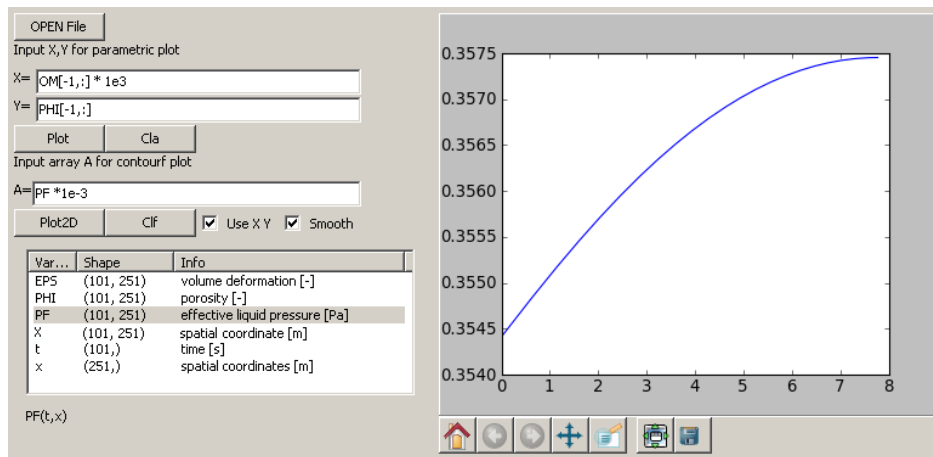 OPEN File
Input X,Y for parametric plot
X= OM[-1,:] * 1e3
Y= PHI[-1,:]
Plot Cla
Input array A for contourf plot
A= PF *1e-3
Plot2D Clf Use X Y Smooth
Var... Shape Info
EPS (101, 251) volume deformation [-]
PHI (101, 251) porosity [-]
PF (101, 251) effective liquid pressure [Pa]
X (101, 251) spatial coordinate [m]
t (101,) time [s]
x (251,) spatial coordinates [m]
PF(t,x)
0.3575
0.3570
0.3565
0.3560
0.3555
0.3550
0.3545
0.3540
0 1 2 3 4 5 6 7 8